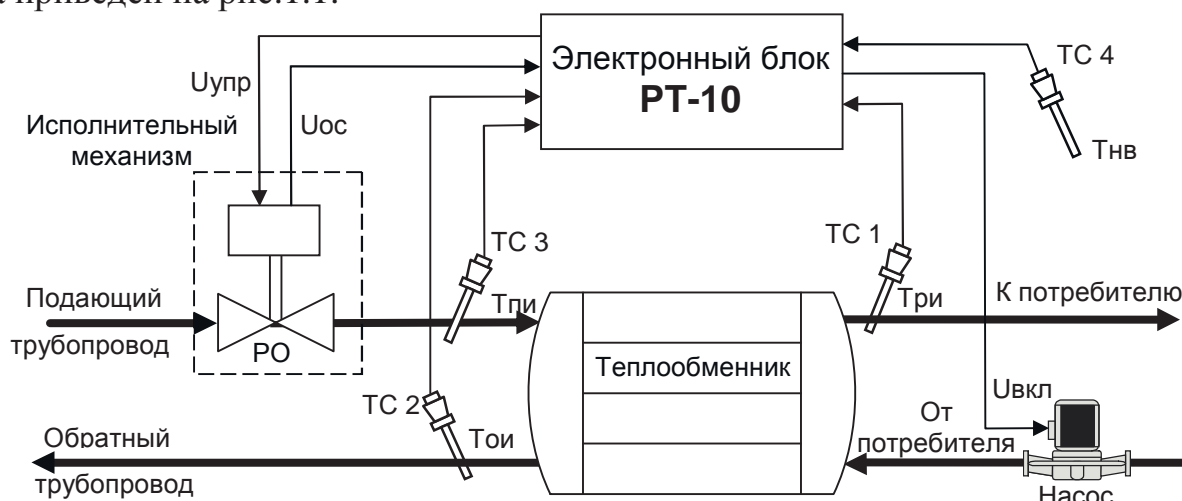 приведен на рис.1.1.
Электронный блок
РТ-10
ТС 4
Uупр
Исполнительный
механизм
Uос
Тнв
ТС 3
ТС 1
Подающий
трубопровод
Тпи
Три
К потребителю
РО
Теплообменник
ТС 2
Uвкл
От
потребителя
Обратный
трубопровод
Тои
Насос